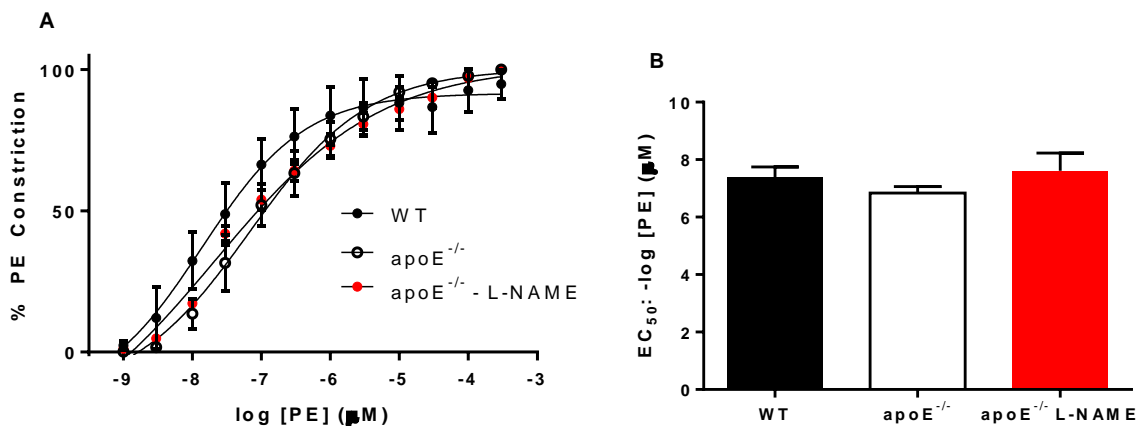 A
% PE Constriction
100
50
0
WT
apoE-/-
apoE-/- - L-NAME
-9 -8 -7 -6 -5 -4 -3
log [PE] (μM)
B
EC50: -log [PE] (μM)
10
8
6
4
2
0
WT apoE-/- apoE-/- L-NAME